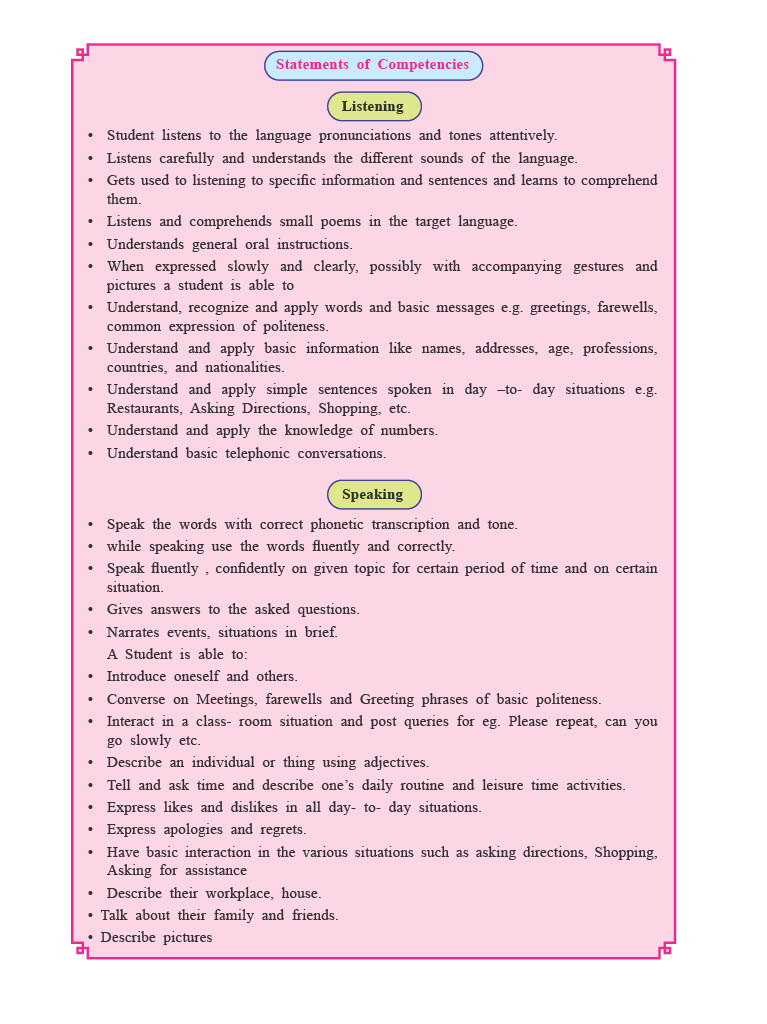 Statements of Competencies
Listening
• Student listens to the language pronunciations and tones attentively.
• Listens carefully and understands the different sounds of the language.
• Gets used to listening to specific information and sentences and learns to comprehend
them.
• Listens and comprehends small poems in the target language.
• Understands general oral instructions.
• When expressed slowly and clearly, possibly with accompanying gestures and
pictures a student is able to
• Understand, recognize and apply words and basic messages e.g. greetings, farewells,
common expression of politeness.
• Understand and apply basic information like names, addresses, age, professions,
countries, and nationalities.
• Understand and apply simple sentences spoken in day –to- day situations e.g.
Restaurants, Asking Directions, Shopping, etc.
• Understand and apply the knowledge of numbers.
• Understand basic telephonic conversations.
Speaking
• Speak the words with correct phonetic transcription and tone.
• while speaking use the words fluently and correctly.
• Speak fluently , confidently on given topic for certain period of time and on certain
situation.
• Gives answers to the asked questions.
• Narrates events, situations in brief.
A Student is able to:
• Introduce oneself and others.
• Converse on Meetings, farewells and Greeting phrases of basic politeness.
• Interact in a class- room situation and post queries for eg. Please repeat, can you
go slowly etc.
• Describe an individual or thing using adjectives.
• Tell and ask time and describe one’s daily routine and leisure time activities.
• Express likes and dislikes in all day- to- day situations.
• Express apologies and regrets.
• Have basic interaction in the various situations such as asking directions, Shopping,
Asking for assistance
• Describe their workplace, house.
• Talk about their family and friends.
• Describe pictures